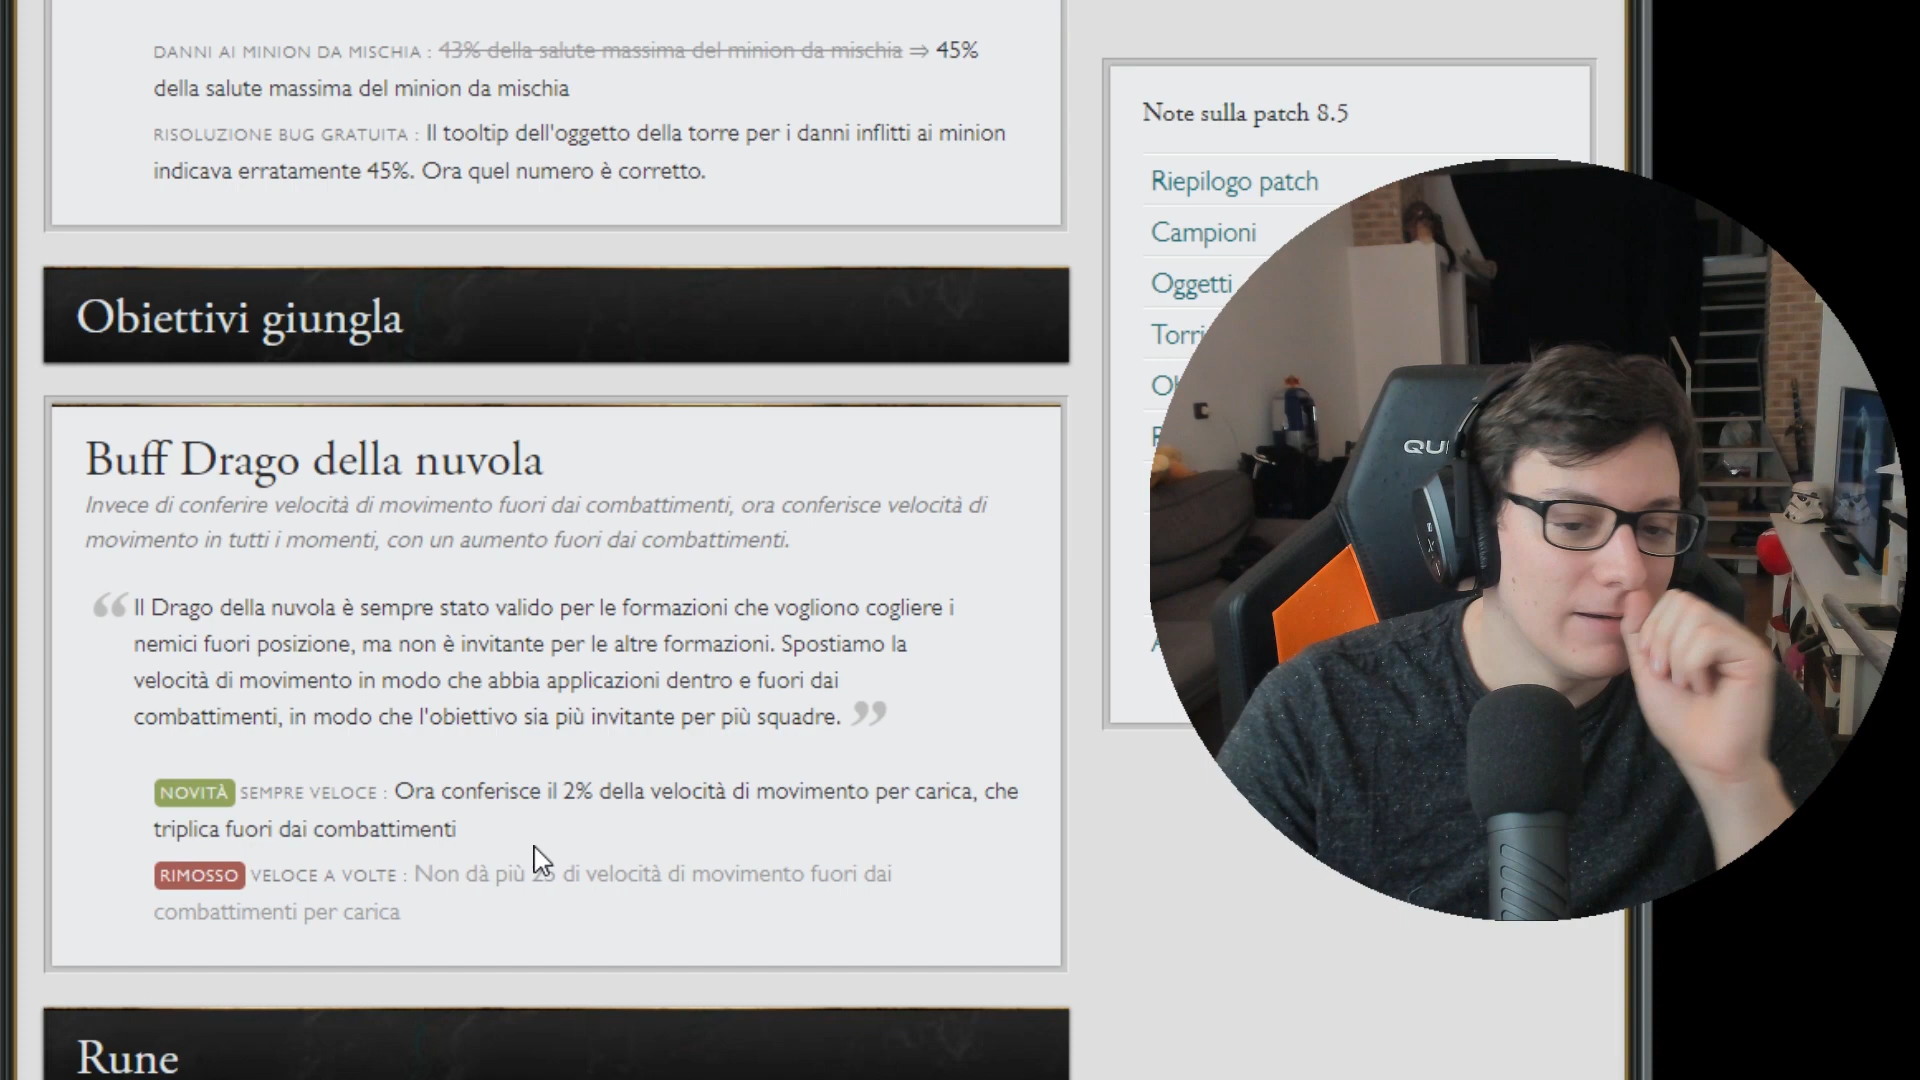 DANNI AI MINION DA MISCHIA : 43% della salute massima del minion da mischia ⇒ 45%
della salute massima del minion da mischia
RISOLUZIONE BUG GRATUITA : Il tooltip dell'oggetto della torre per i danni inflitti ai minion
indicava erratamente 45%. Ora quel numero è corretto.
Obiettivi giungla
Buff Drago della nuvola
Invece di conferire velocità di movimento fuori dai combattimenti, ora conferisce velocità di
movimento in tutti i momenti, con un aumento fuori dai combattimenti.
“ Il Drago della nuvola è sempre stato valido per le formazioni che vogliono cogliere i
nemici fuori posizione, ma non è invitante per le altre formazioni. Spostiamo la
velocità di movimento in modo che abbia applicazioni dentro e fuori dai
combattimenti, in modo che l'obiettivo sia più invitante per più squadre. ”
NOVITÀ SEMPRE VELOCE : Ora conferisce il 2% della velocità di movimento per carica, che
triplica fuori dai combattimenti
RIMOSSO VELOCE A VOLTE : Non dà più 25 di velocità di movimento fuori dai
combattimenti per carica
Rune
Note sulla patch 8.5
Riepilogo patch
Campioni
Oggetti
Torri
QU